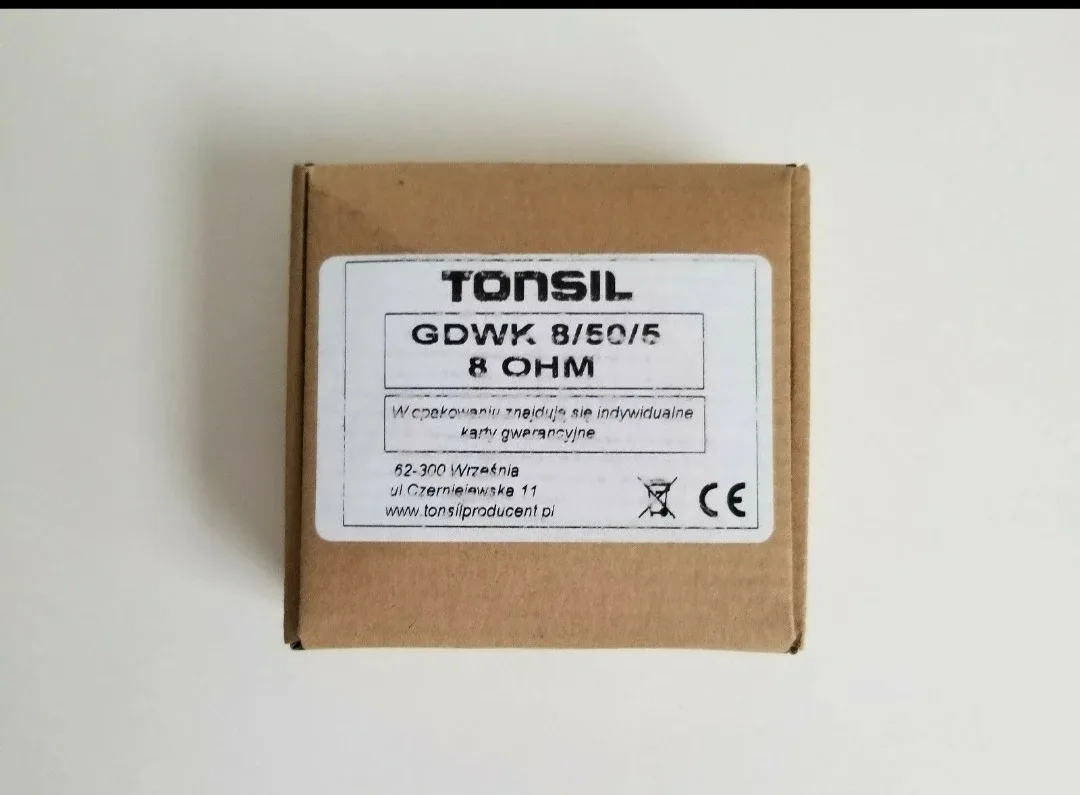 TONSIL
GDWK 8/50/5
8 OHM
W opakowaniu znajdują się indywidualne
karty gwarancyjne
62-300 Września
ul Czerniejewska 11
www.tonsilproducent.pl
CE